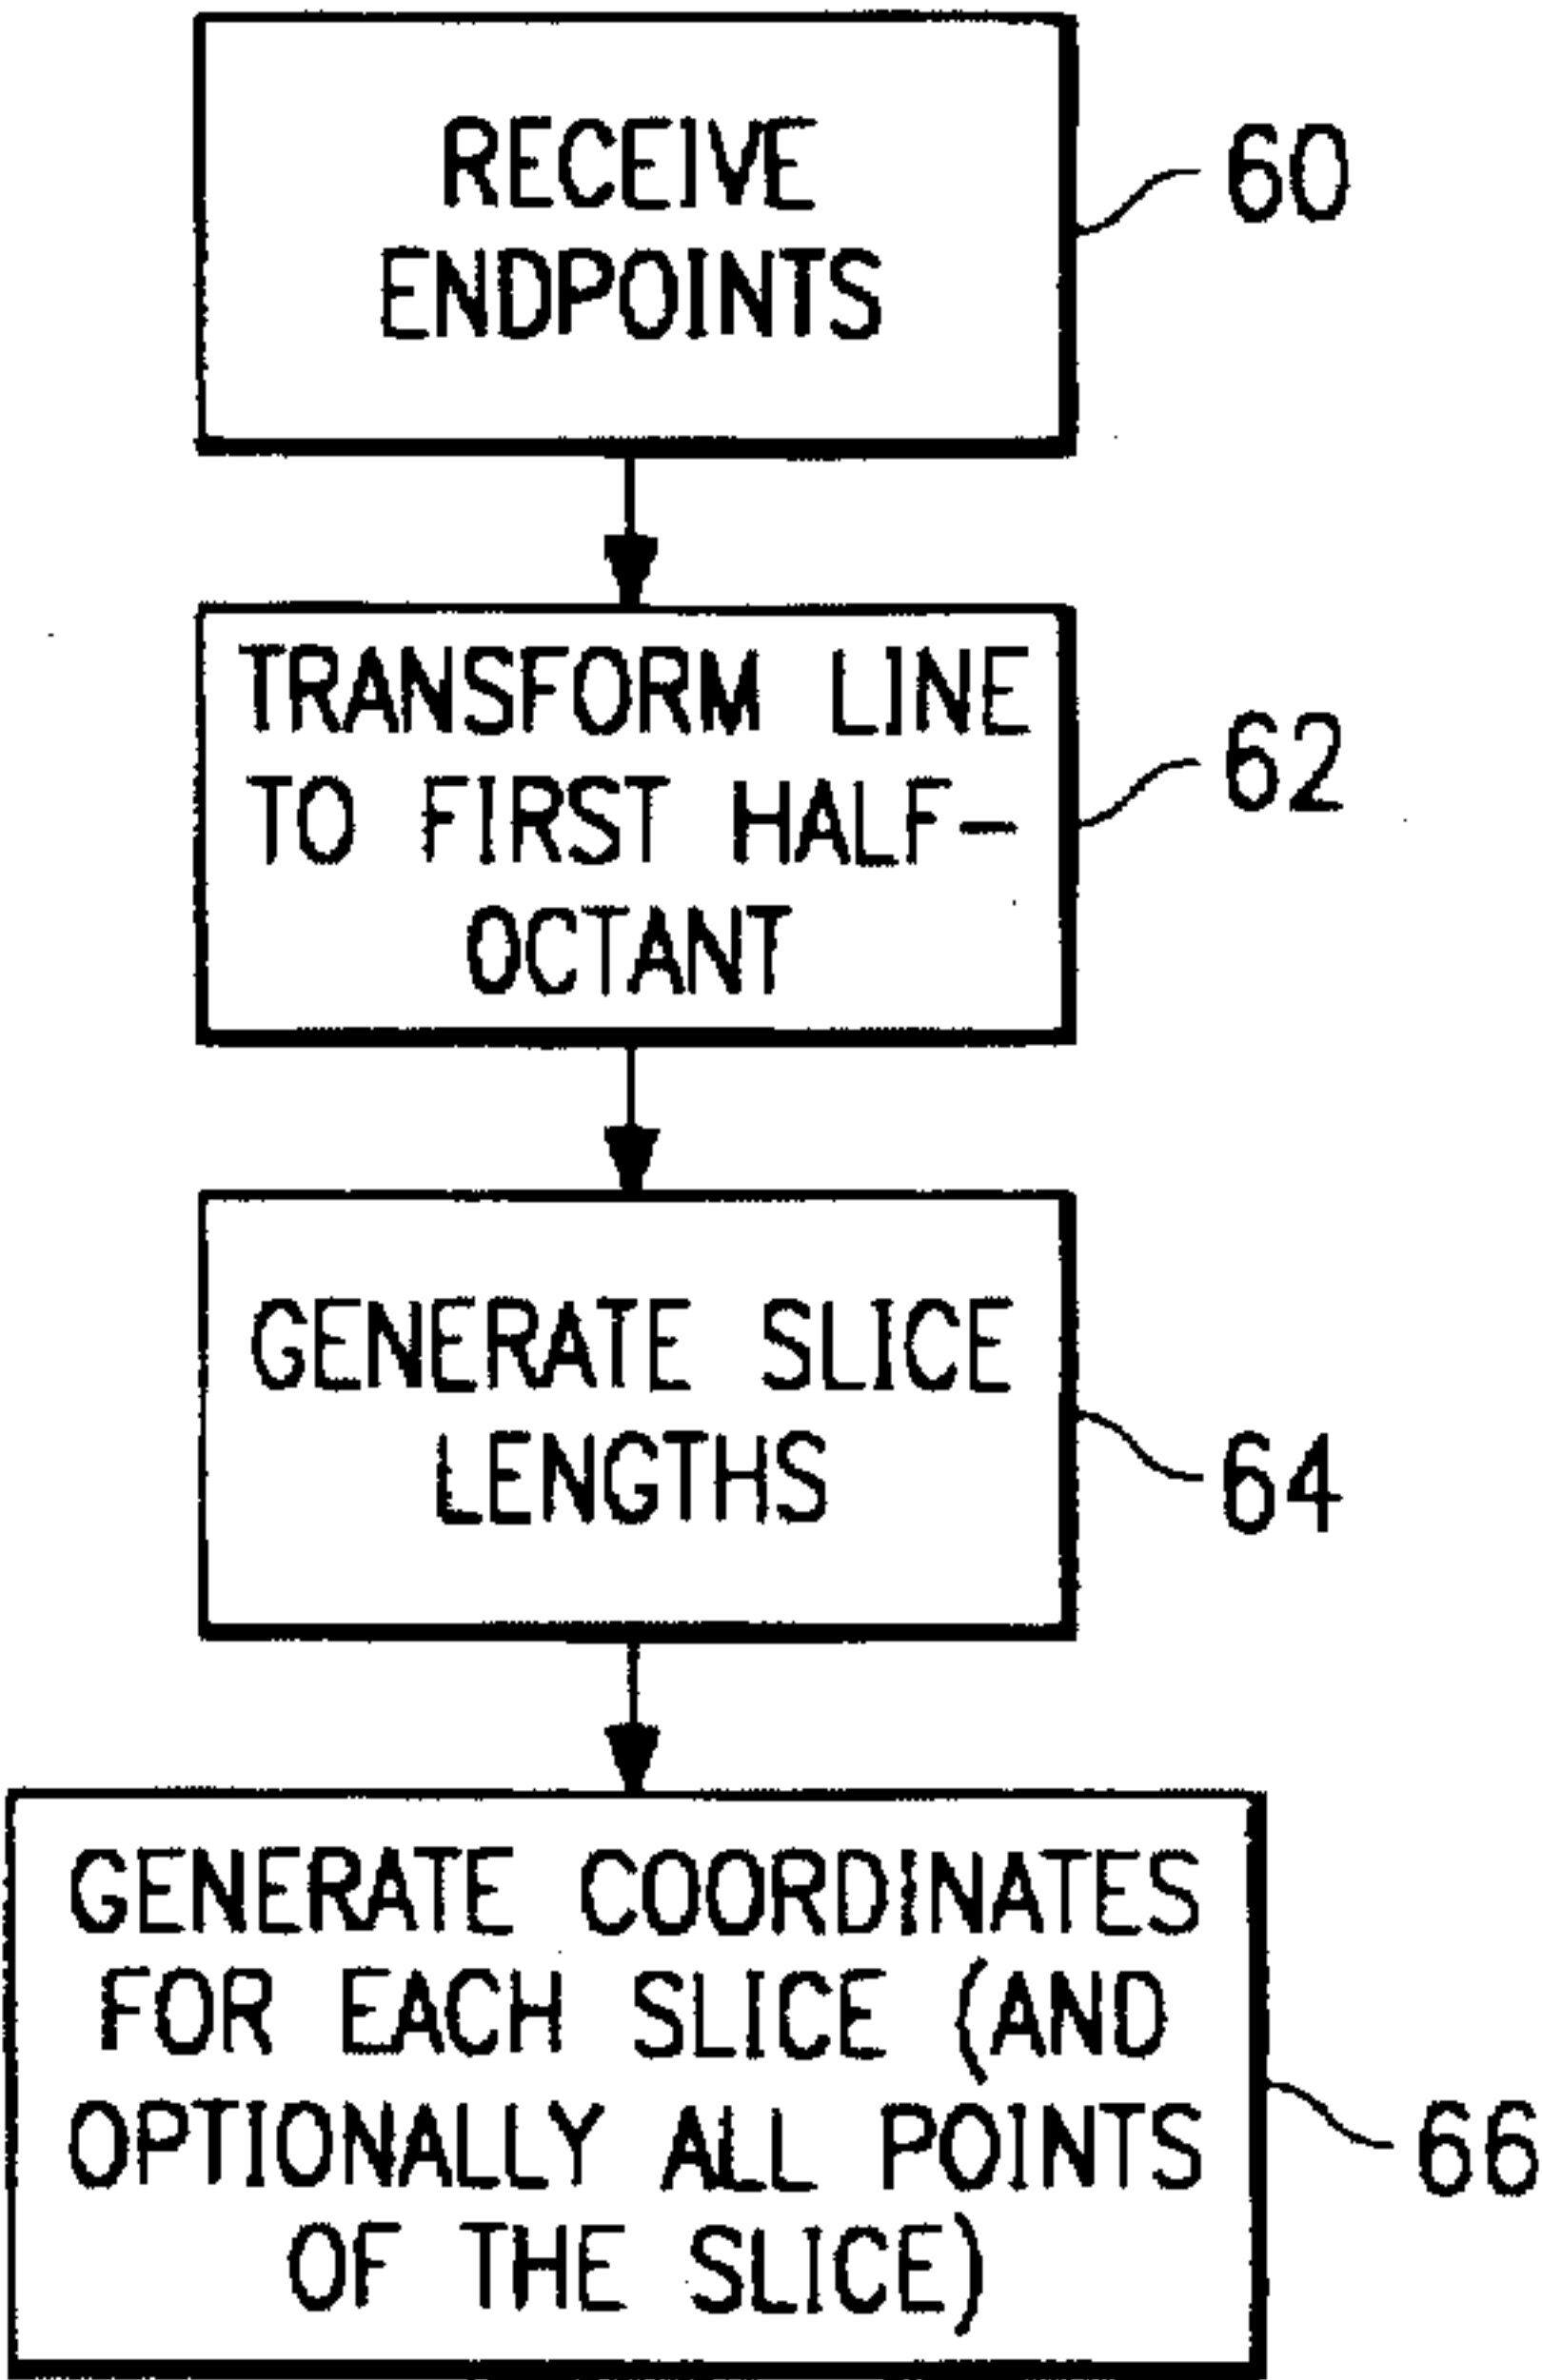 RECEIVE
ENDPOINTS
60
TRANSFORM LINE
TO FIRST HALF-
OCTANT
62
GENERATE SLICE
LENGTHS
64
GENERATE COORDINATES
FOR EACH SLICE (AND
OPTIONALLY ALL POINTS
OF THE SLICE)
66